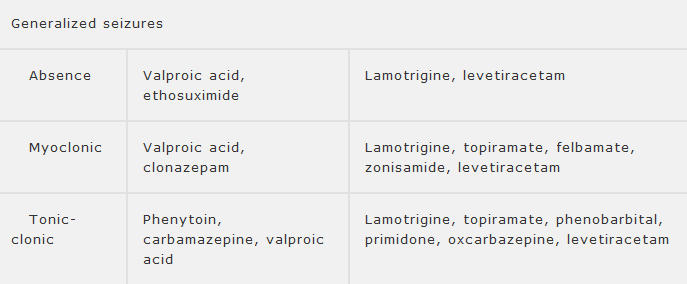 Generalized seizures
Absence
Valproic acid,
ethosuximide
Lamotrigine, levetiracetam
Myoclonic
Valproic acid,
clonazepam
Lamotrigine, topiramate, felbamate,
zonisamide, levetiracetam
Tonic-
clonic
Phenytoin,
carbamazepine, valproic
acid
Lamotrigine, topiramate, phenobarbital,
primidone, oxcarbazepine, levetiracetam